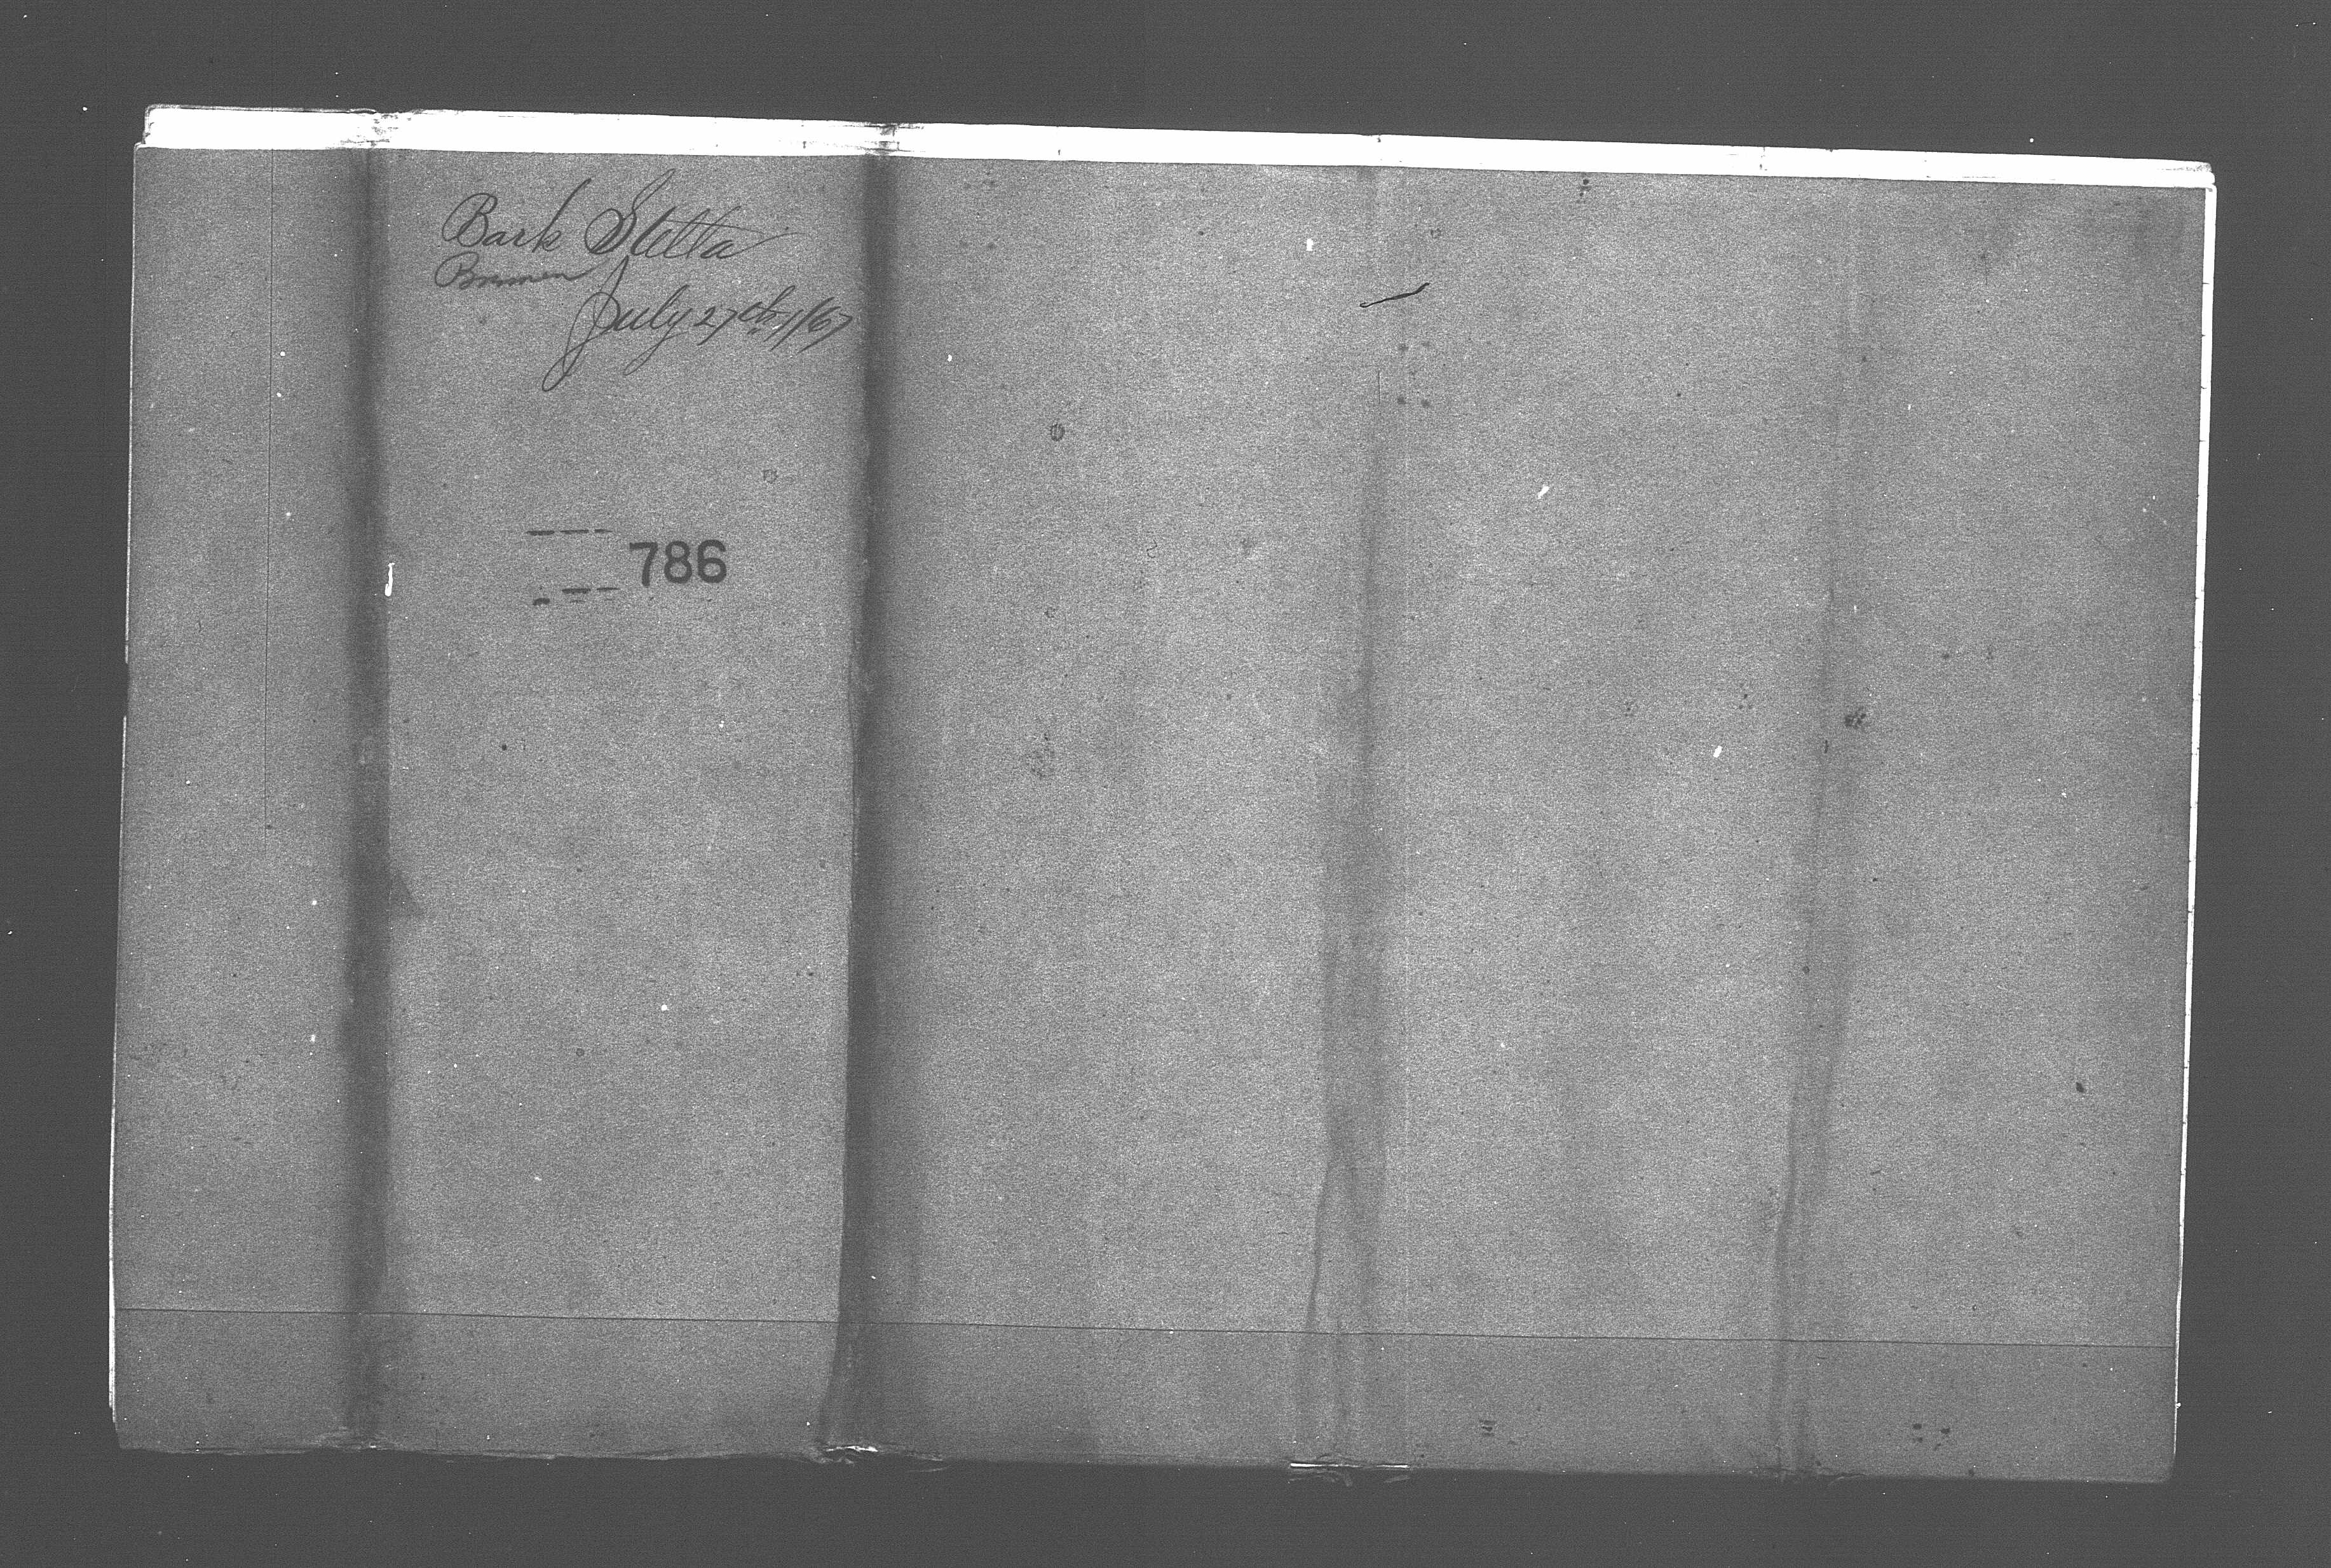 Bark Stella
Bremen
July 27th, /67
786